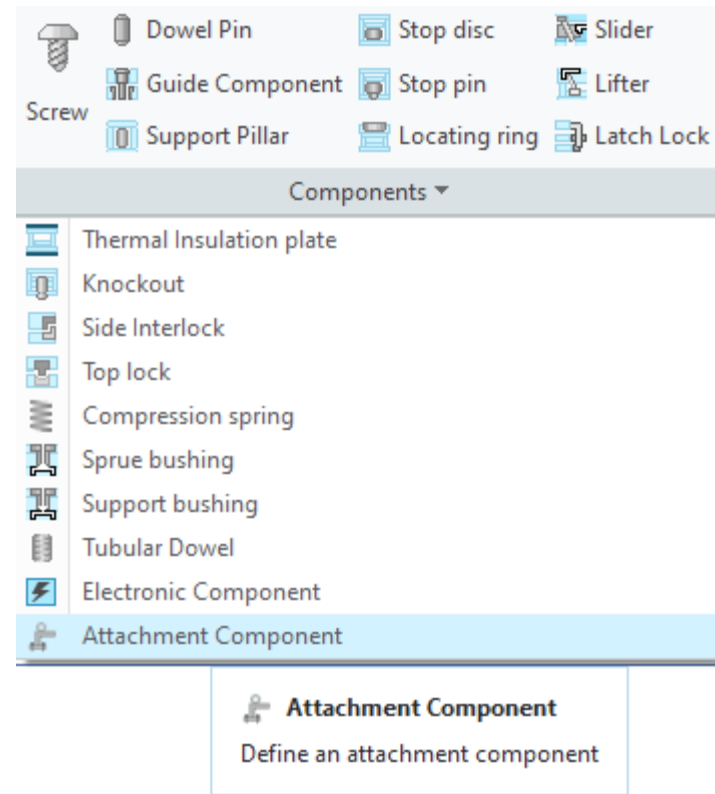 Screw
Dowel Pin
Guide Component
Support Pillar
Stop disc
Stop pin
Locating ring
Slider
Lifter
Latch Lock
Components
Thermal Insulation plate
Knockout
Side Interlock
Top lock
Compression spring
Sprue bushing
Support bushing
Tubular Dowel
Electronic Component
Attachment Component
Attachment Component
Define an attachment component